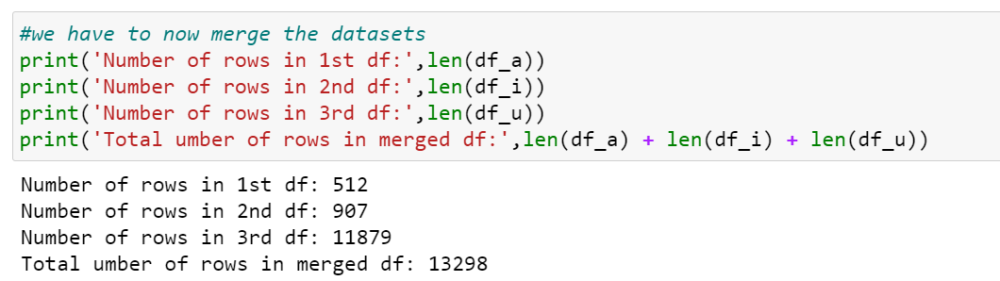 #we have to now merge the datasets
print('Number of rows in 1st df:',len(df_a))
print('Number of rows in 2nd df:',len(df_i))
print('Number of rows in 3rd df:',len(df_u))
print('Total umber of rows in merged df:',len(df_a) + len(df_i) + len(df_u))
Number of rows in 1st df: 512
Number of rows in 2nd df: 907
Number of rows in 3rd df: 11879
Total umber of rows in merged df: 13298